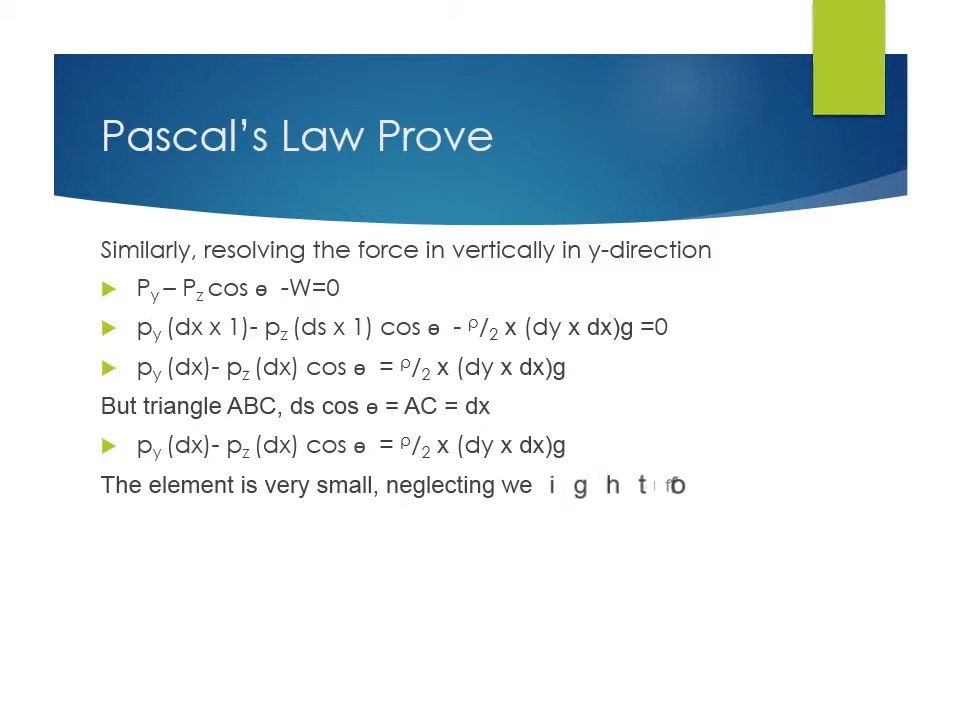 Pascal’s Law Prove
Similarly, resolving the force in vertically in y-direction
Py – Pz cos ө -W=0
py (dx x 1)- pz (ds x 1) cos ө - ρ/2 x (dy x dx)g =0
py (dx)- pz (dx) cos ө = ρ/2 x (dy x dx)g
But triangle ABC, ds cos ө = AC = dx
py (dx)- pz (dx) cos ө = ρ/2 x (dy x dx)g
The element is very small, neglecting weight